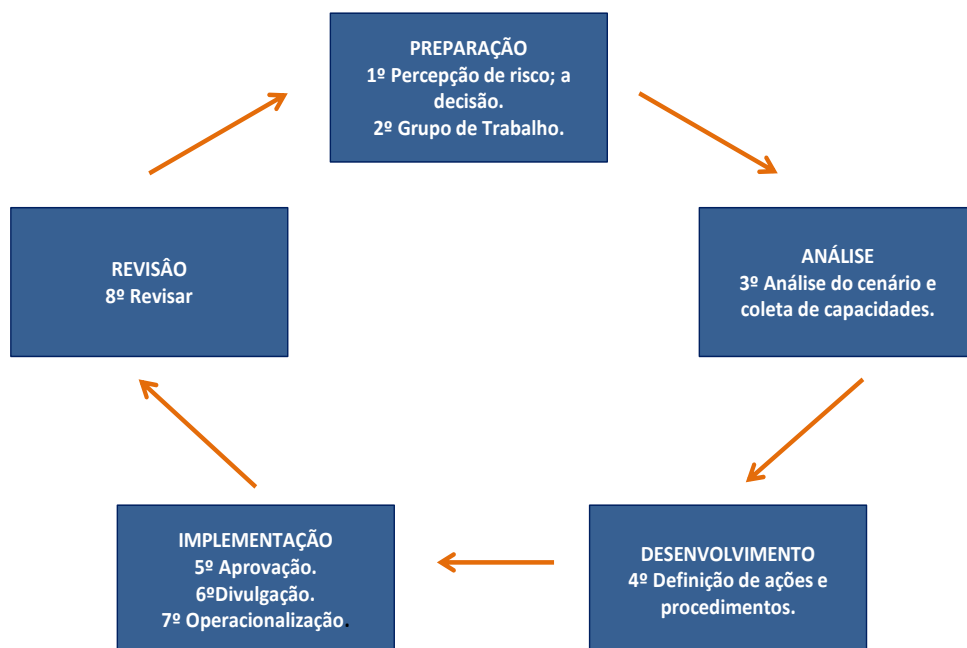 PREPARAÇÃO
1º Percepção de risco; a
decisão.
2º Grupo de Trabalho.
ANÁLISE
3º Análise do cenário e
coleta de capacidades.
DESENVOLVIMENTO
4º Definição de ações e
procedimentos.
IMPLEMENTAÇÃO
5º Aprovação.
6ºDivulgação.
7º Operacionalização.
REVISÂO
8º Revisar